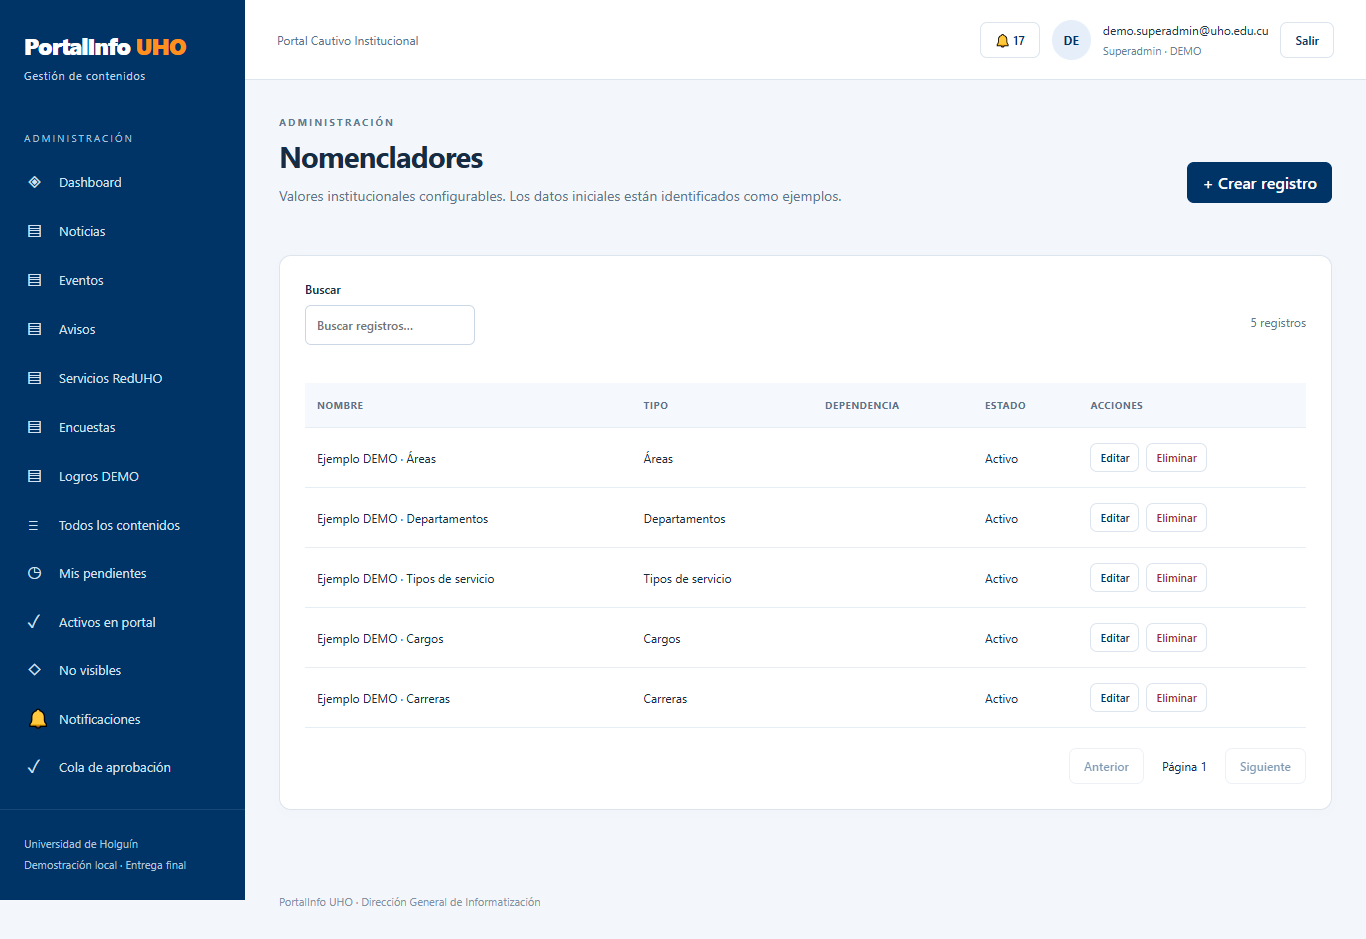 PortalInfo UHO
Gestión de contenidos
ADMINISTRACIÓN
Dashboard
Noticias
Eventos
Avisos
Servicios RedUHO
Encuestas
Logros DEMO
Todos los contenidos
Mis pendientes
Activos en portal
No visibles
Notificaciones
Cola de aprobación
Universidad de Holguín
Demostración local · Entrega final
Portal Cautivo Institucional
17
DE
demo.superadmin@uho.edu.cu
Superadmin · DEMO
Salir
ADMINISTRACIÓN
Nomencladores
Valores institucionales configurables. Los datos iniciales están identificados como ejemplos.
+ Crear registro
Buscar
Buscar registros...
5 registros
NOMBRE TIPO DEPENDENCIA ESTADO ACCIONES
Ejemplo DEMO · Áreas Áreas Activo Editar Eliminar
Ejemplo DEMO · Departamentos Departamentos Activo Editar Eliminar
Ejemplo DEMO · Tipos de servicio Tipos de servicio Activo Editar Eliminar
Ejemplo DEMO · Cargos Cargos Activo Editar Eliminar
Ejemplo DEMO · Carreras Carreras Activo Editar Eliminar
Anterior Página 1 Siguiente
PortalInfo UHO · Dirección General de Informatización